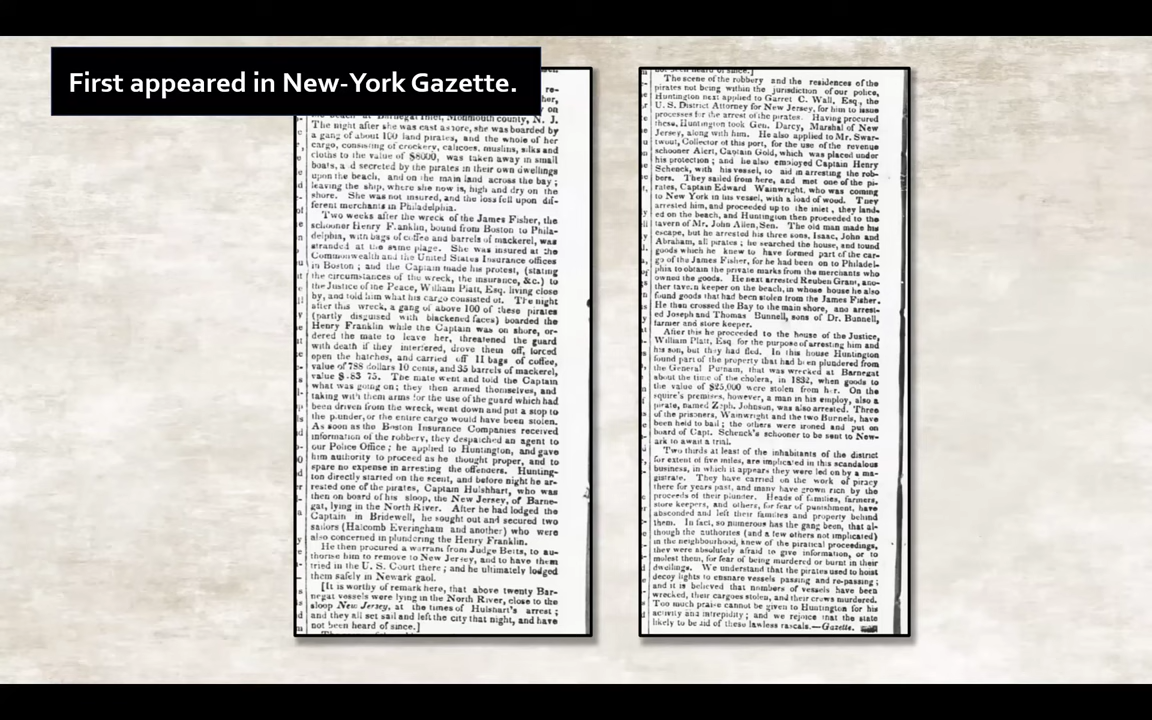 First appeared in New-York Gazette.
re-
her,
on
the beach at Barnegat Inlet, Monmouth county, N. J.
The night after she was cast ashore, she was boarded by
a gang of about 100 land pirates, and the whole of her
cargo, consisting of crockery, calicoes, muslins, silks and
cloths to the value of $8000, was taken away in small
boats, a d secreted by the pirates in their own dwellings
upon the beach, and on the main land across the bay;
leaving the ship, where she now is, high and dry on the
shore. She was not insured, and the loss fell upon dif-
ferent merchants in Philadelphia.
Two weeks after the wreck of the James Fisher, the
schooner Henry Franklin, bound from Boston to Phila-
delphia, with bags of coffee and barrels of mackerel, was
stranded at the same place. She was insured at the
Commonwealth and the United States Insurance offices
in Boston; and the Captain made his protest, (stating
the circumstances of the wreck, the insurance, &c.) to
the Justice of the Peace, William Platt, Esq. living close
by, and told him what his cargo consisted of. The night
after this wreck, a gang of above 100 of these pirates
(partly disguised with blackened faces) boarded the
Henry Franklin while the Captain was on shore, or-
dered the mate to leave her, threatened the guard
with death if they interfered, drove them off, forced
open the hatches, and carried off 11 bags of coffee,
value of 788 dollars 10 cents, and 35 barrels of mackerel,
value 75. The mate went and told the Captain
what was going on; they then armed themselves, and
taking with them arms for the use of the guard which had
been driven from the wreck, went down and put a stop to
the plunder, or the entire cargo would have been stolen.
As soon as the Boston Insurance Companies received
information of the robbery, they despatched an agent to
our Police Office; he applied to Huntington, and gave
him authority to proceed as he thought proper, and to
spare no expense in arresting the offenders. Hunting-
ton directly started on the scent, and before night he ar-
rested one of the pirates, Captain Hulshhart, who was
then on board of his sloop, the New Jersey, of Barne-
gat, lying in the North River. After he had lodged the
Captain in Bridewell, he sought out and secured two
sailors (Halcomb Everingham and another) who were
also concerned in plundering the Henry Franklin.
He then procured a warrant from Judge Betts, to au-
thorise him to remove to New Jersey, and to have them
tried in the U. S. Court there; and he ultimately lodged
them safely in Newark gaol.
[It is worthy of remark here, that above twenty Bar-
negat vessels were lying in the North River, close to the
sloop New Jersey, at the times of Hulshart's arrest;
and they all set sail and left the city that night, and have
not been heard of since.]
not been heard of since.]
The scene of the robbery and the residences of the
pirates not being within the jurisdiction of our police,
Huntington next applied to Garret C. Wall, Esq., the
U. S. District Attorney for New Jersey, for him to issue
processes for the arrest of the pirates. Having procured
these, Huntington took Gen. Darcy, Marshal of New
Jersey, along with him. He also applied to Mr. Swar-
twout, Collector of this port, for the use of the revenue
schooner Alert, Captain Gold, which was placed under
his protection; and he also employed Captain Henry
Schenck, with his vessel, to aid in arresting the rob-
bers. They sailed from here, and met one of the pi-
rates, Captain Edward Wainwright, who was coming
to New York in his vessel, with a load of wood. They
arrested him, and proceeded up to the inlet, they land-
ed on the beach, and Huntington then proceeded to the
tavern of Mr. John Allen, Sen. The old man made his
escape, but he arrested his three sons, Isaac, John and
Abraham, all pirates; he searched the house, and found
goods which he knew to have formed part of the car-
go of the James Fisher, for he had been on to Philadel-
phia to obtain the private marks from the merchants who
owned the goods. He next arrested Reuben Grant, ano-
ther tavern keeper on the beach, in whose house he also
found goods that had been stolen from the James Fisher.
He then crossed the Bay to the main shore, and arrest-
ed Joseph and Thomas Bunnell, sons of Dr. Bunnell,
farmer and store keeper.
After this he proceeded to the house of the Justice,
William Platt, Esq for the purpose of arresting him and
his son, but they had fled. In this house Huntington
found part of the property that had been plundered from
the General Putnam, that was wrecked at Barnegat
about the time of the cholera, in 1832, when goods to
the value of $25,000 were stolen from her. On the
squire's premises, however, a man in his employ, also a
pirate, named Zeph. Johnson, was also arrested. Three
of the prisoners, Wainwright and the two Bunnels, have
been held to bail; the others were ironed and put on
board of Capt. Schenck's schooner to be sent to New-
ark to await a trial.
Two thirds at least of the inhabitants of the district
for extent of five miles, are implicated in this scandalous
business, in which it appears they were led on by a ma-
gistrate. They have carried on the work of piracy
there for years past, and many have grown rich by the
proceeds of their plunder. Heads of families, farmers,
store keepers, and others, for fear of punishment, have
absconded and left their families and property behind
them. In fact, so numerous has the gang been, that al-
though the authorities (and a few others not implicated)
in the neighbourhood, knew of the piratical proceedings,
they were absolutely afraid to give information, or to
molest them, for fear of being murdered or burnt in their
dwellings. We understand that the pirates used to hoist
decoy lights to ensnare vessels passing and re-passing;
and it is believed that numbers of vessels have been
wrecked, their cargoes stolen, and their crews murdered.
Too much praise cannot be given to Huntington for his
activity and intrepidity; and we rejoice that the state
likely to be rid of these lawless rascals.—Gazette.